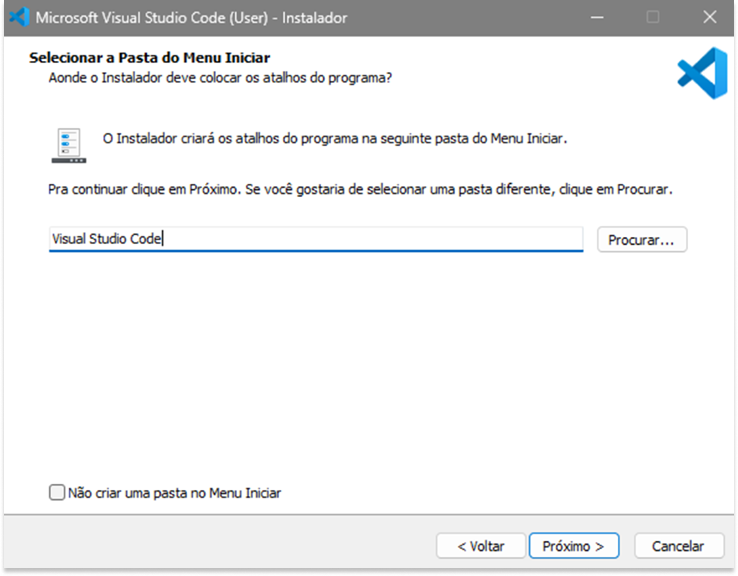 Microsoft Visual Studio Code (User) - Instalador
Selecionar a Pasta do Menu Iniciar
Aonde o Instalador deve colocar os atalhos do programa?
O Instalador criará os atalhos do programa na seguinte pasta do Menu Iniciar.
Pra continuar clique em Próximo. Se você gostaria de selecionar uma pasta diferente, clique em Procurar.
Visual Studio Code
Procurar...
Não criar uma pasta no Menu Iniciar
< Voltar
Próximo >
Cancelar